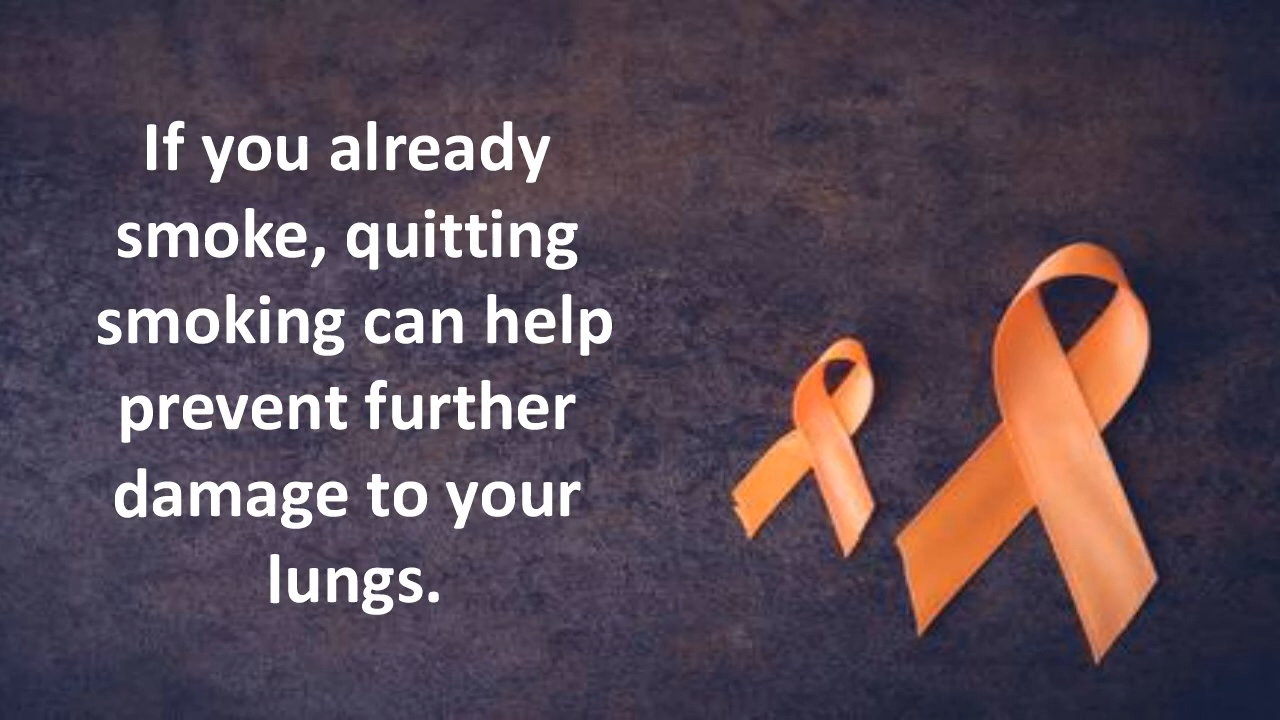 If you already
smoke, quitting
smoking can help
prevent further
damage to your
lungs.